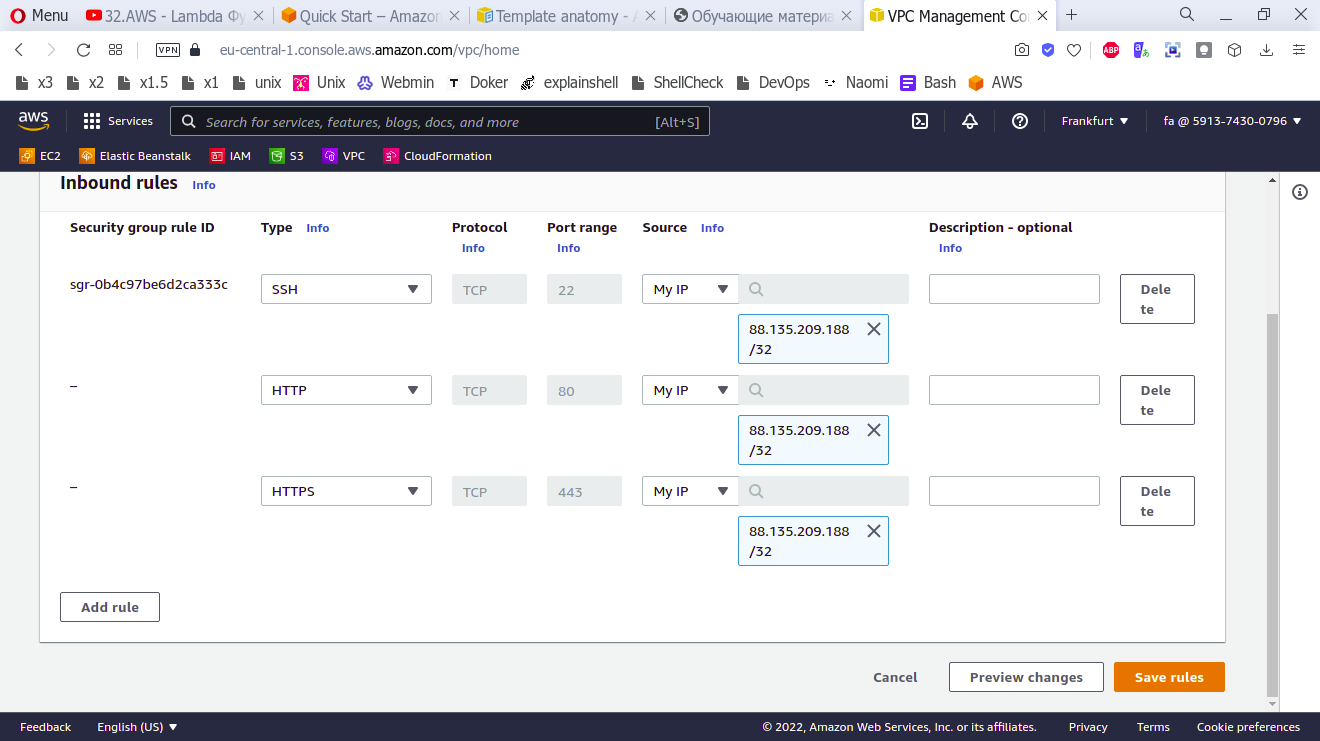 Menu
32.AWS - Lambda Фу
Quick Start – Amazon
Template anatomy - A
Обучающие материа
VPC Management Co
VPN
eu-central-1.console.aws.amazon.com/vpc/home
ABP
x3
x2
x1.5
x1
unix
Unix
Webmin
Doker
explainshell
ShellCheck
DevOps
Naomi
Bash
AWS
aws
Services
Search for services, features, blogs, docs, and more
[Alt+S]
Frankfurt
fa @ 5913-7430-0796
EC2
Elastic Beanstalk
IAM
S3
VPC
CloudFormation
Inbound rules Info
Security group rule ID
Type Info
Protocol Info
Port range Info
Source Info
Description - optional Info
sgr-0b4c97be6d2ca333c
SSH
TCP
22
My IP
88.135.209.188
/32
Dele
te
–
HTTP
TCP
80
My IP
88.135.209.188
/32
Dele
te
–
HTTPS
TCP
443
My IP
88.135.209.188
/32
Dele
te
Add rule
Cancel
Preview changes
Save rules
Feedback
English (US)
© 2022, Amazon Web Services, Inc. or its affiliates.
Privacy
Terms
Cookie preferences